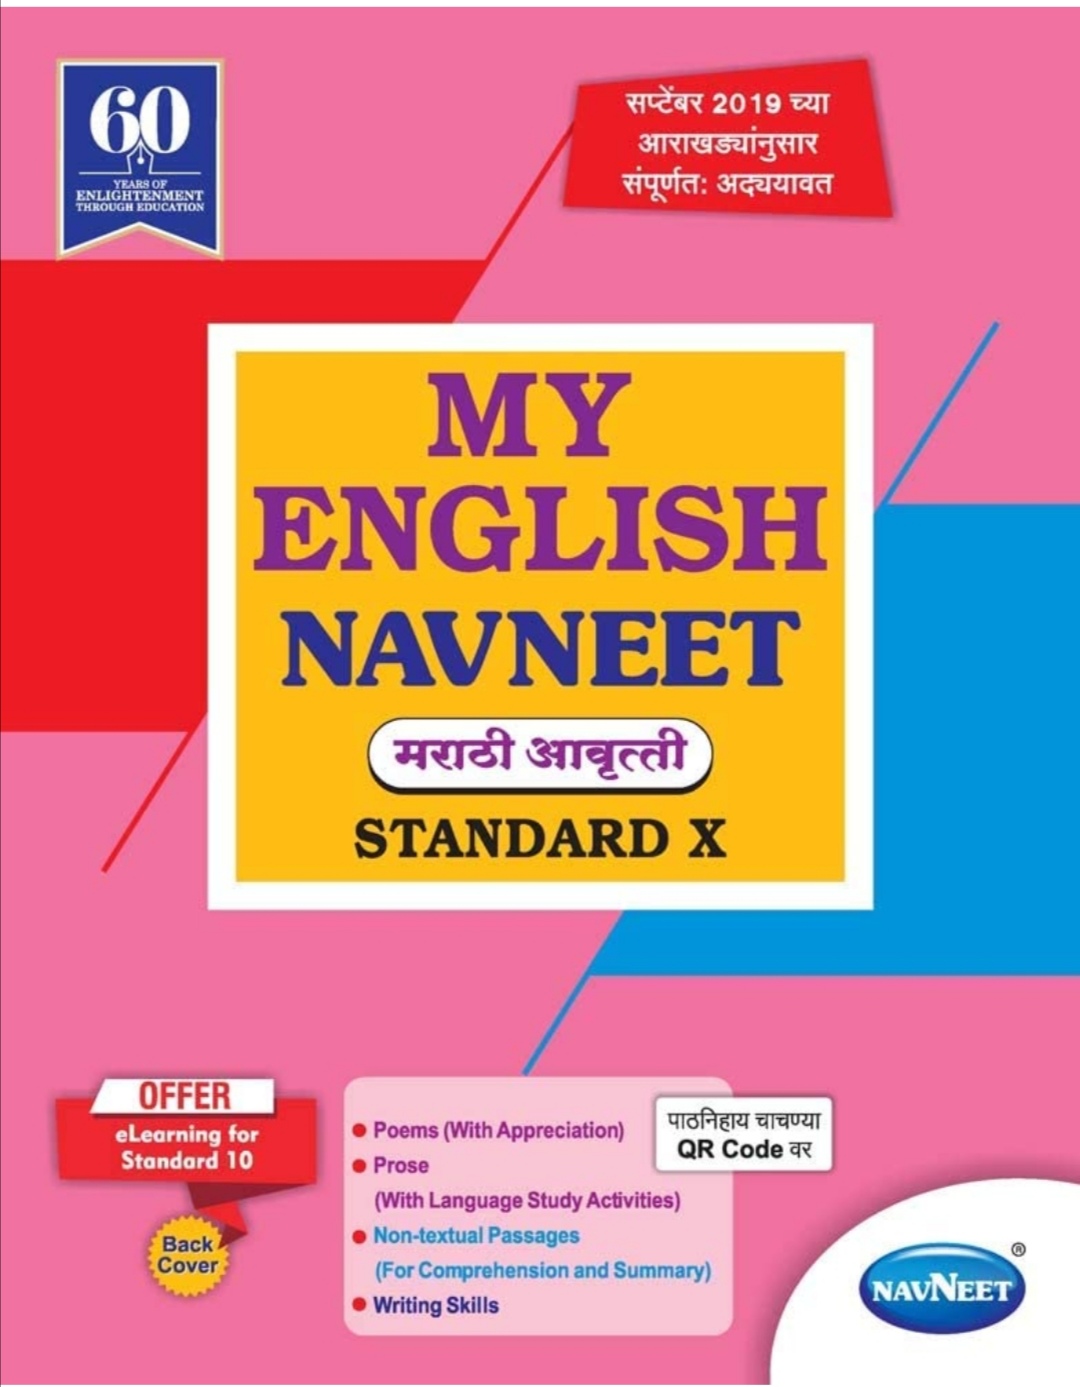 60
YEARS OF
ENLIGHTENMENT
THROUGH EDUCATION
सप्टेंबर 2019 च्या
आराखड्यांनुसार
संपूर्णत: अद्ययावत
MY
ENGLISH
NAVNEET
मराठी आवृत्ती
STANDARD X
OFFER
eLearning for
Standard 10
Back
Cover
• Poems (With Appreciation)
• Prose
(With Language Study Activities)
• Non-textual Passages
(For Comprehension and Summary)
• Writing Skills
पाठनिहाय चाचण्या
QR Code वर
NAVNEET ®